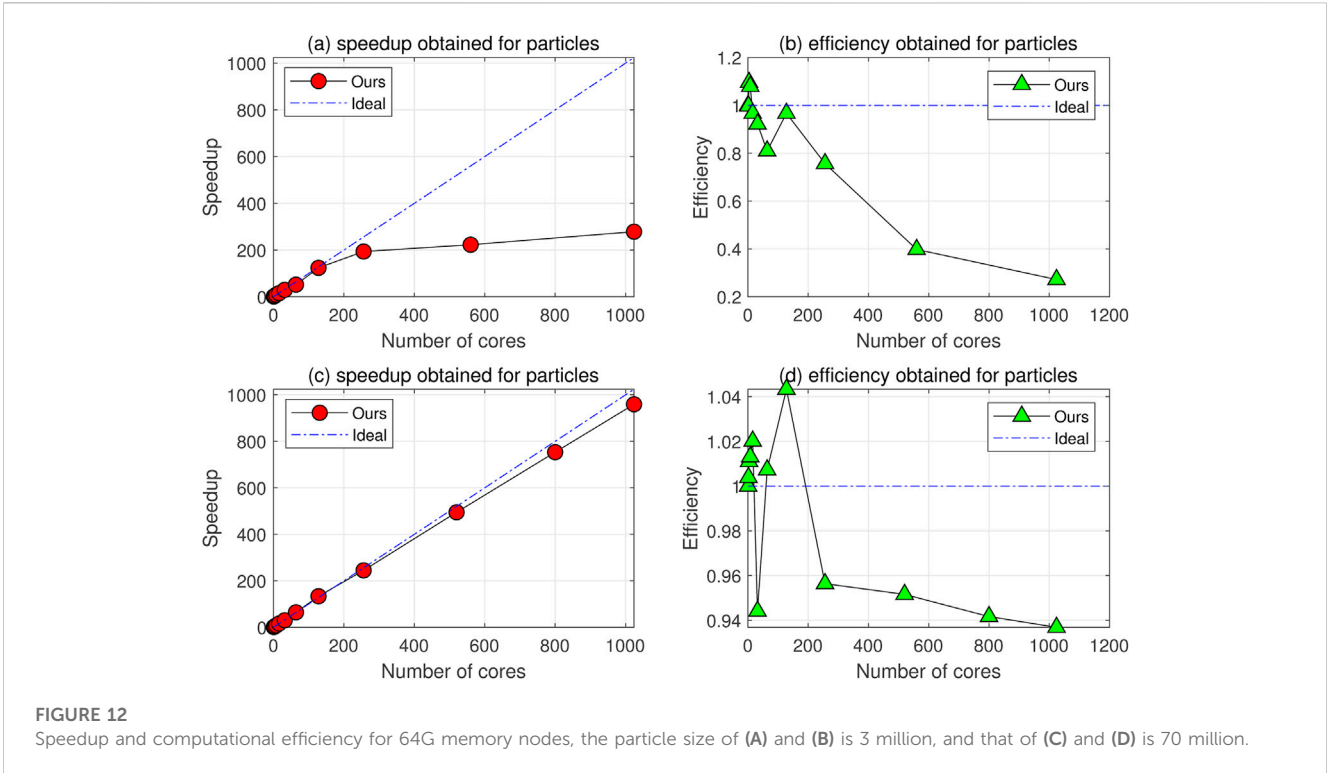 (a) speedup obtained for particles
1000
800
600
400
200
0
Speedup
Ours
Ideal
0 200 400 600 800 1000
Number of cores
(b) efficiency obtained for particles
1.2
1
0.8
0.6
0.4
0.2
Efficiency
Ours
Ideal
0 200 400 600 800 1000 1200
Number of cores
(c) speedup obtained for particles
1000
800
600
400
200
0
Speedup
Ours
Ideal
0 200 400 600 800 1000
Number of cores
(d) efficiency obtained for particles
1.04
1.02
1
0.98
0.96
0.94
Efficiency
Ours
Ideal
0 200 400 600 800 1000 1200
Number of cores
FIGURE 12
Speedup and computational efficiency for 64G memory nodes, the particle size of (A) and (B) is 3 million, and that of (C) and (D) is 70 million.